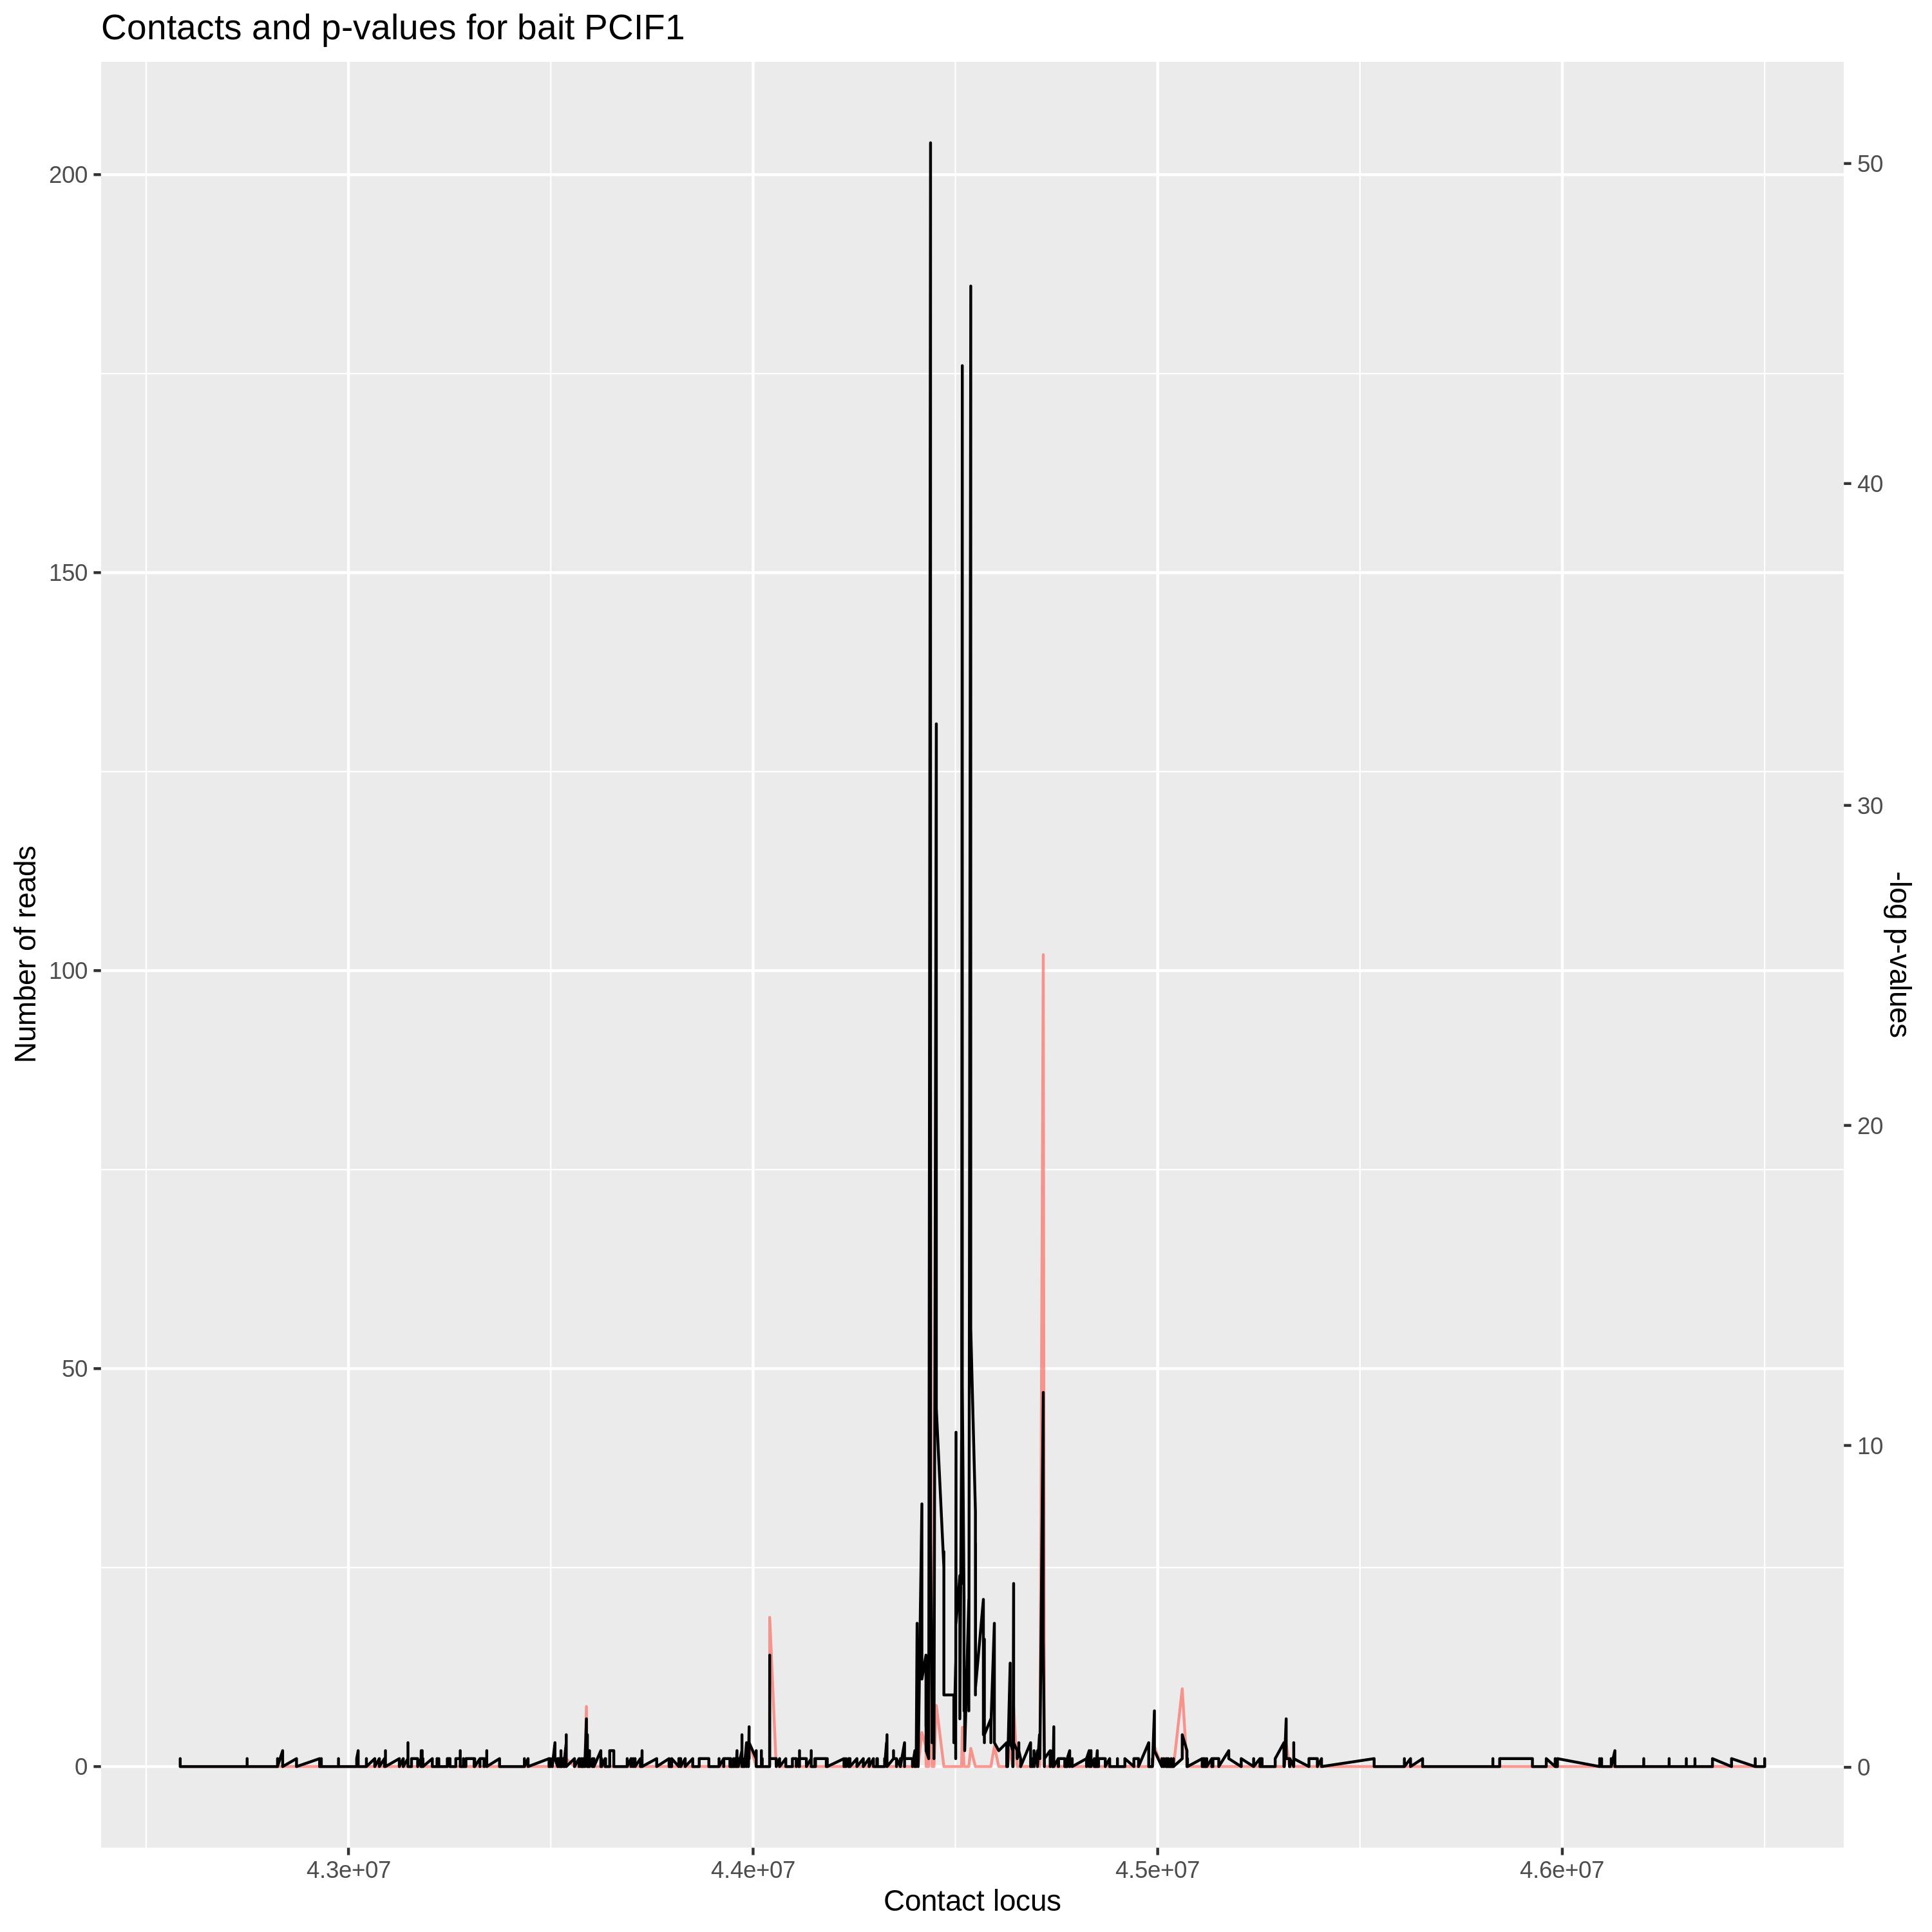 Contacts and p-values for bait PCIF1
200
150
100
50
0
Number of reads
50
40
30
20
10
0
-log p-values
4.3e+07
4.4e+07
4.5e+07
4.6e+07
Contact locus